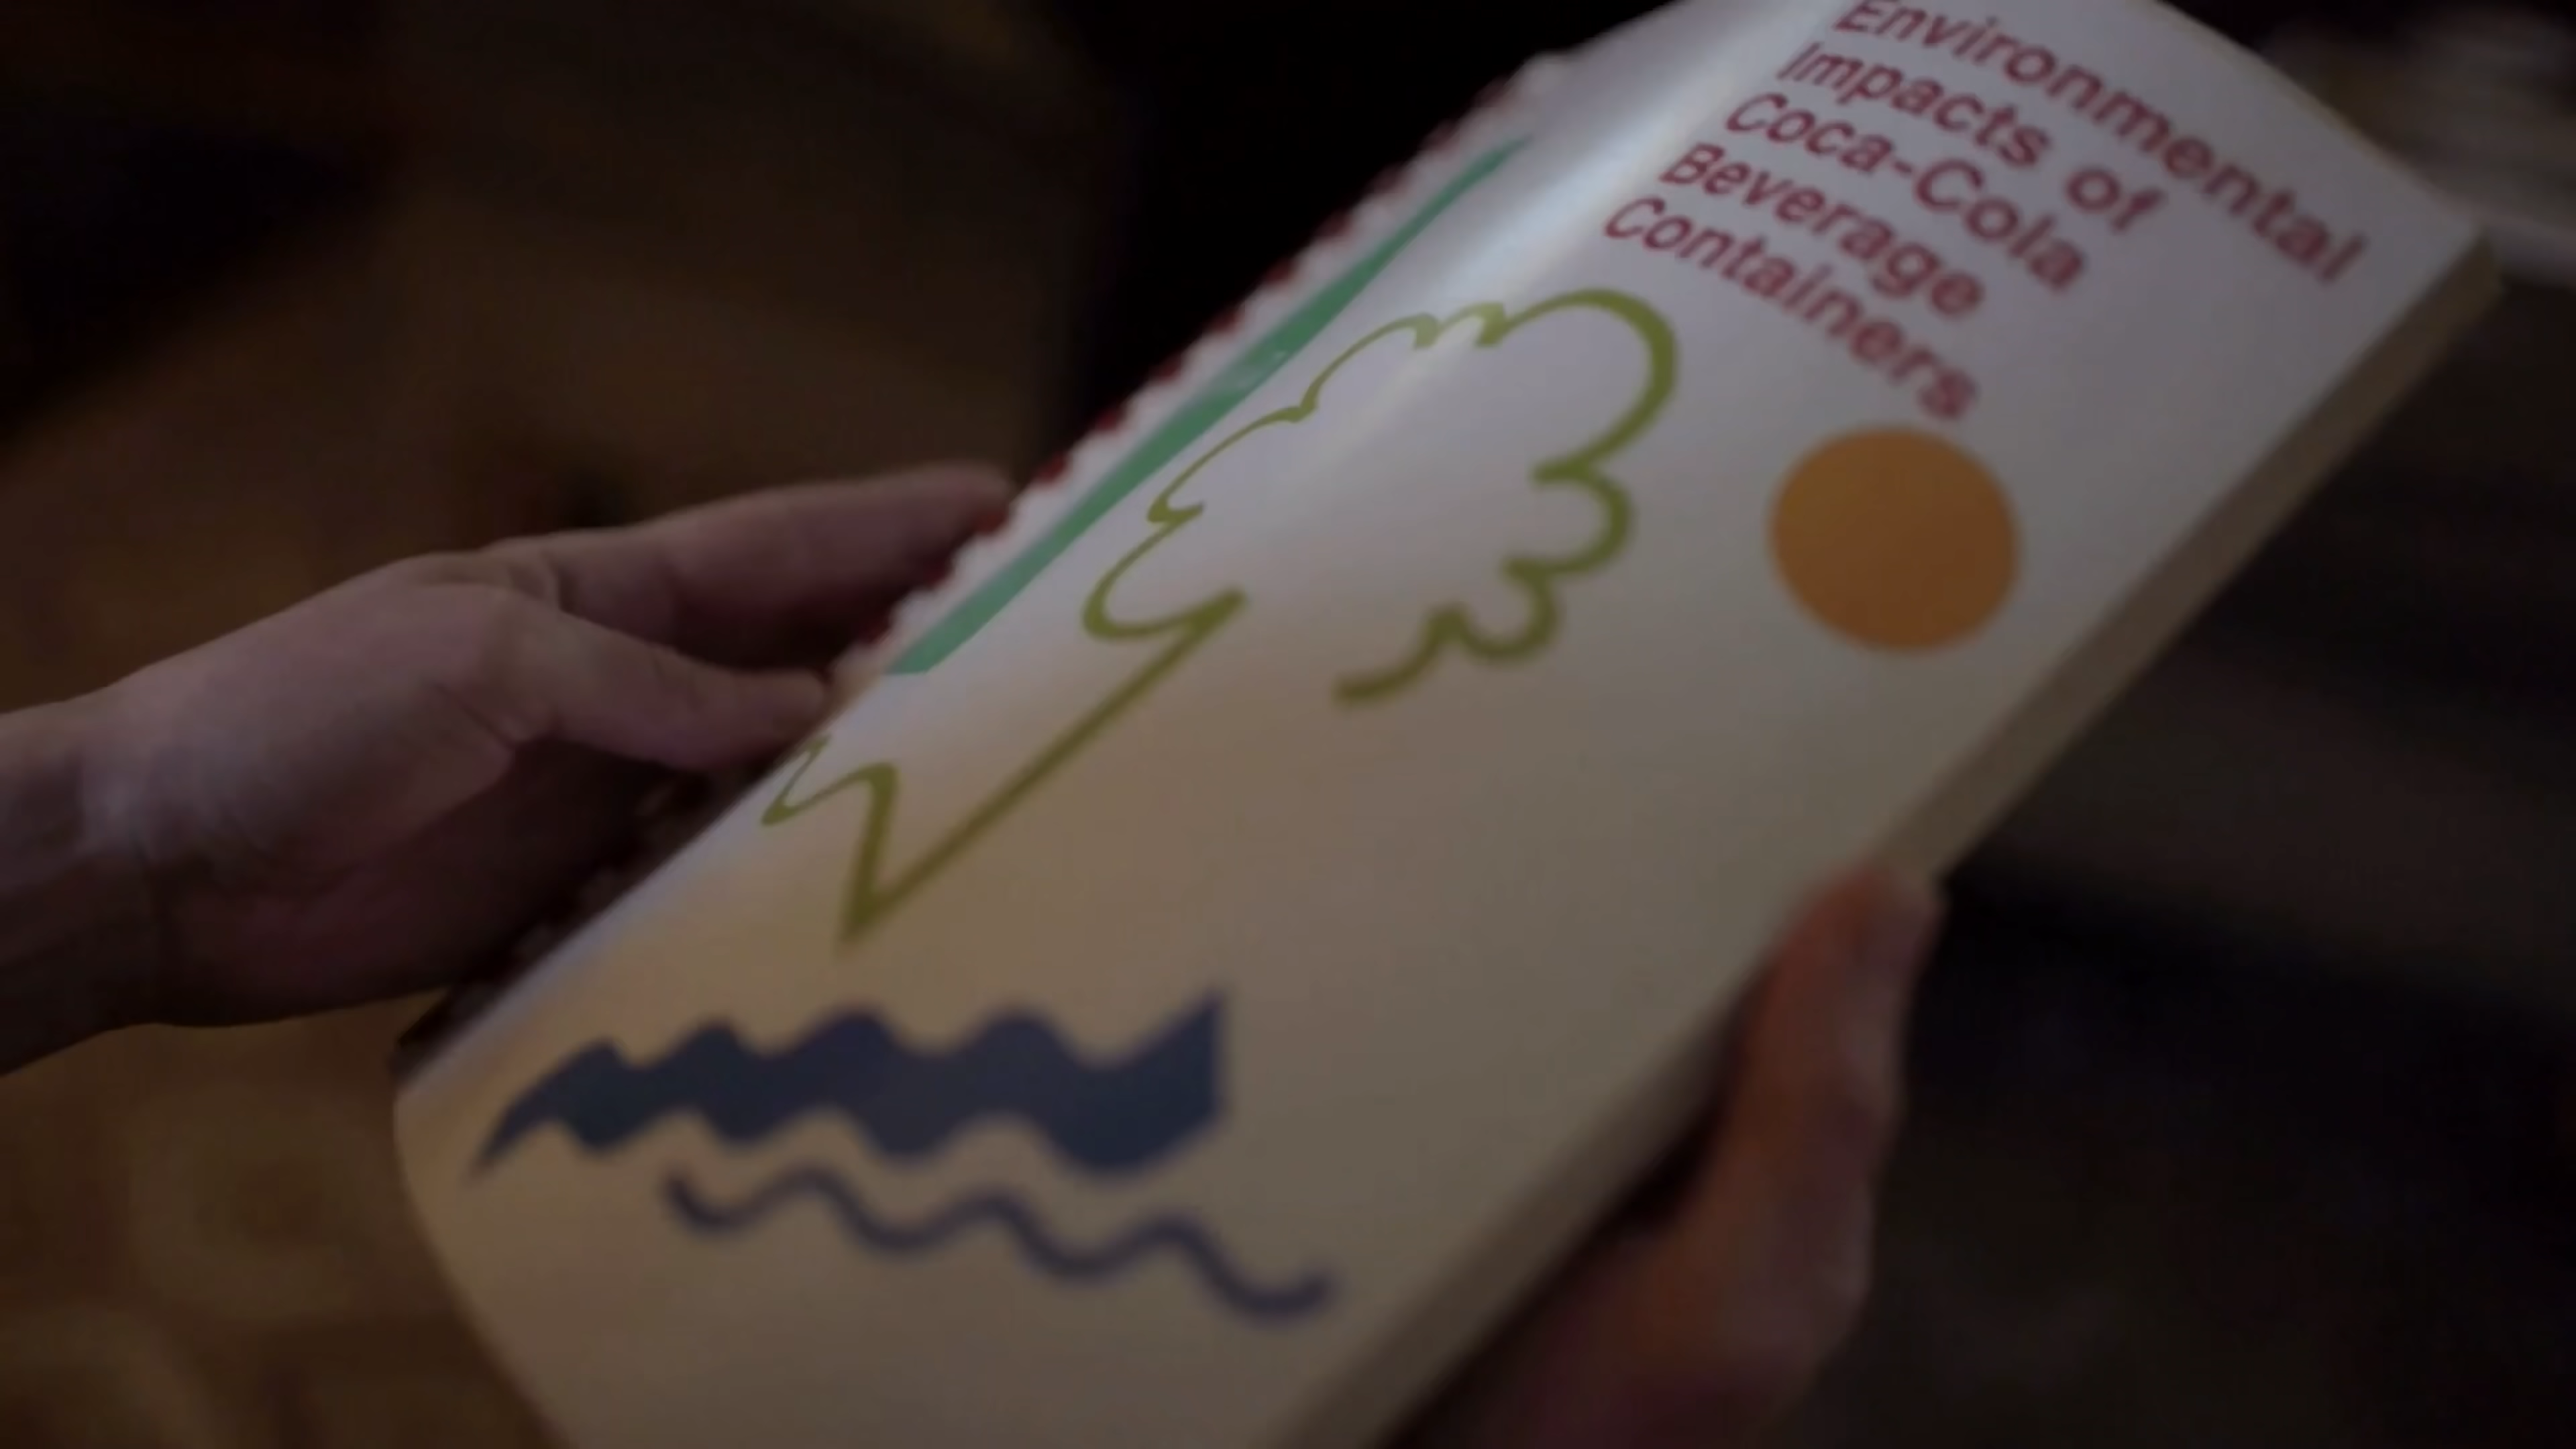 Environmental
Impacts of
Coca-Cola
Beverage
Containers